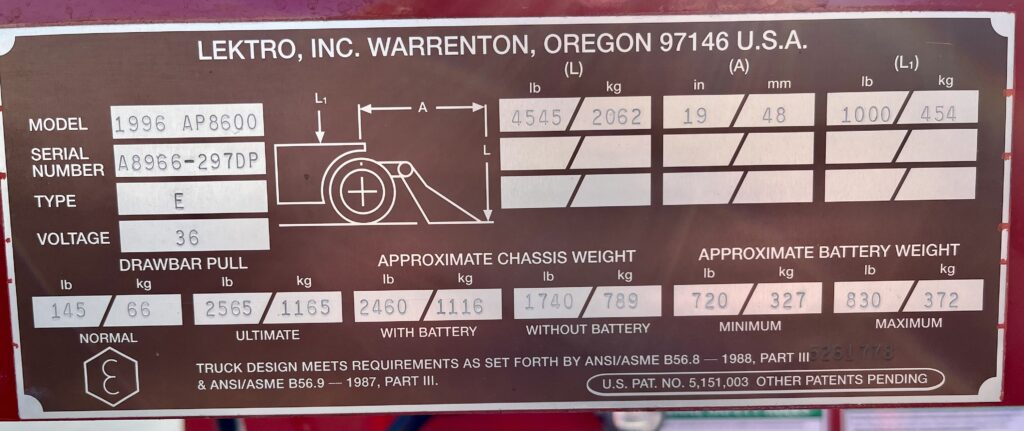 LEKTRO, INC. WARRENTON, OREGON 97146 U.S.A.
(L) (A) (L₁)
lb kg in mm lb kg
MODEL 1996 AP8600 L₁ A 4545 / 2062 19 / 48 1000 / 454
SERIAL NUMBER A8966-297DP L
TYPE E
VOLTAGE 36
DRAWBAR PULL APPROXIMATE CHASSIS WEIGHT APPROXIMATE BATTERY WEIGHT
lb kg lb kg lb kg lb kg lb kg lb kg
145 / 66 2565 / 1165 2460 / 1116 1740 / 789 720 / 327 830 / 372
NORMAL ULTIMATE WITH BATTERY WITHOUT BATTERY MINIMUM MAXIMUM
TRUCK DESIGN MEETS REQUIREMENTS AS SET FORTH BY ANSI/ASME B56.8 — 1988, PART III 5261778
& ANSI/ASME B56.9 — 1987, PART III.
U.S. PAT. NO. 5,151,003 OTHER PATENTS PENDING